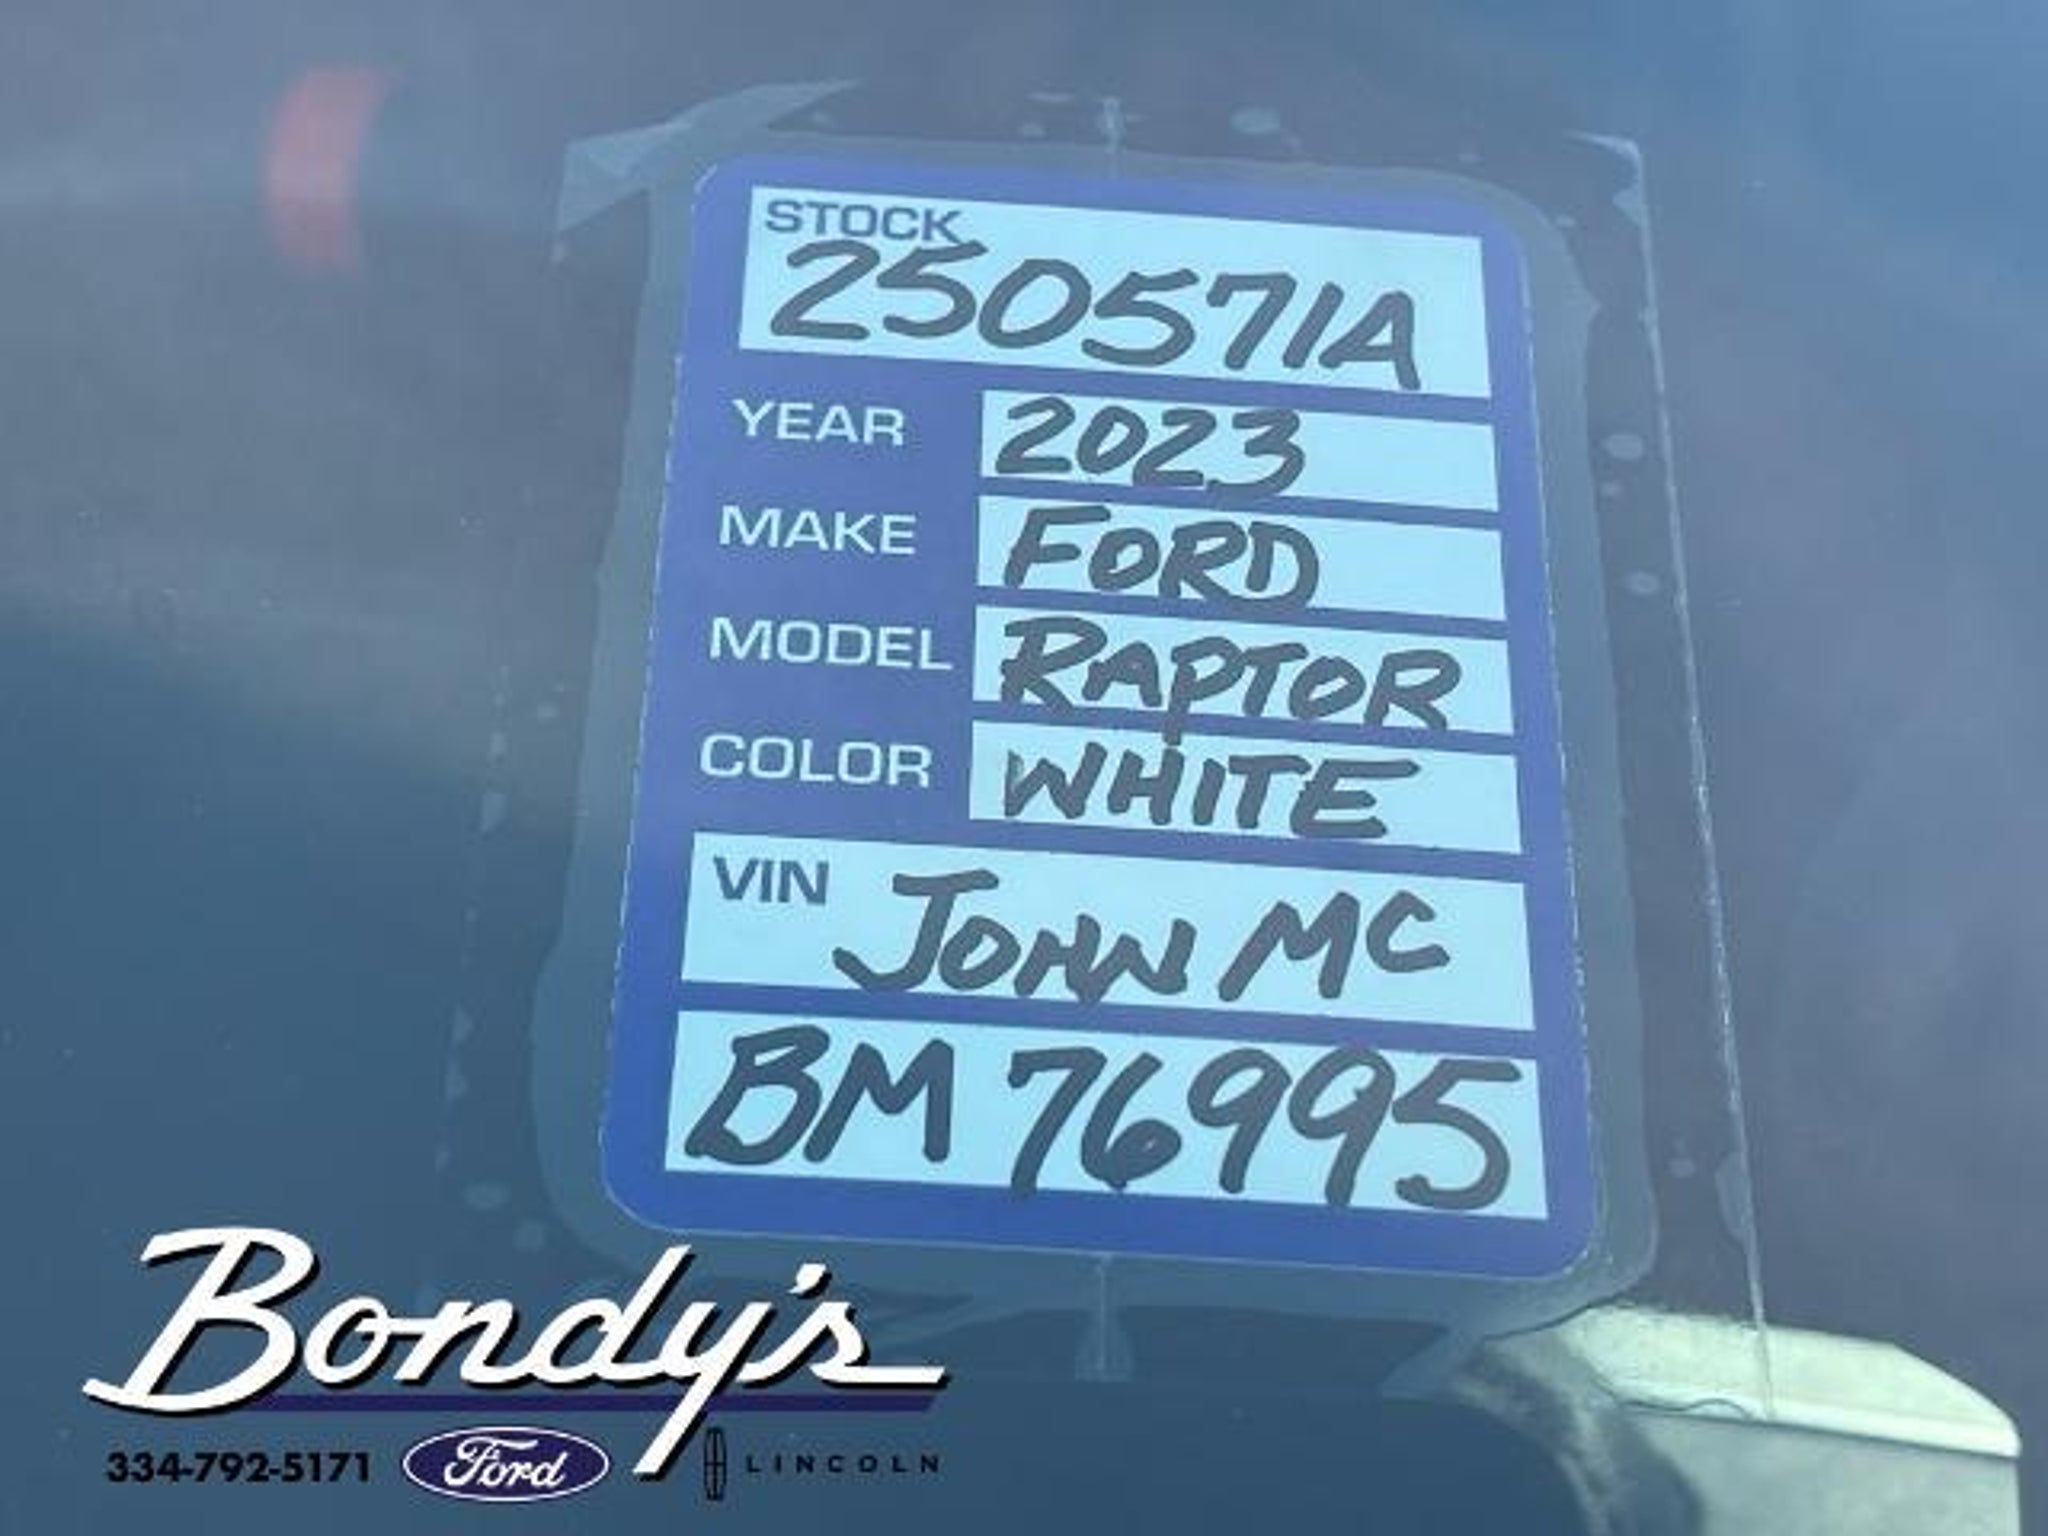 STOCK
250571A
YEAR 2023
MAKE FORD
MODEL RAPTOR
COLOR WHITE
VIN JOHN MC
BM 76995
Bondy's
334-792-5171 Ford LINCOLN